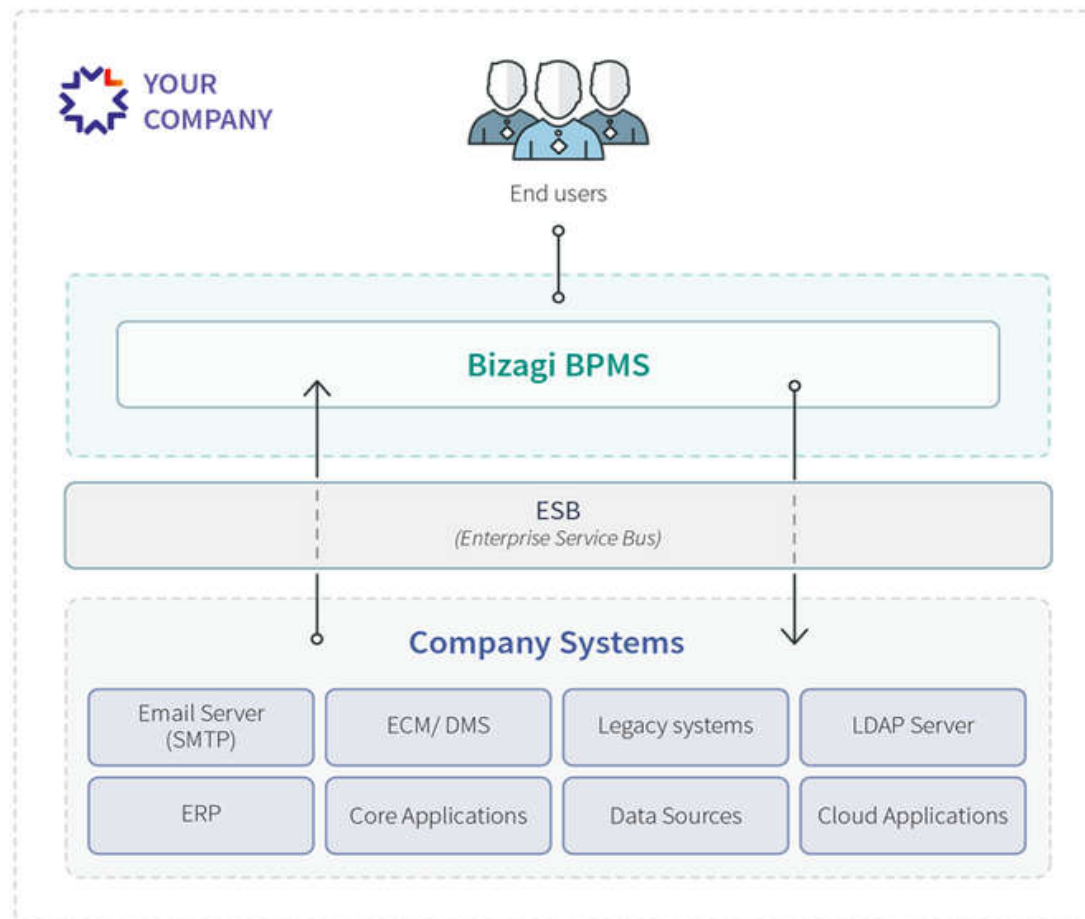 YOUR
COMPANY
End users
Bizagi BPMS
ESB
(Enterprise Service Bus)
Company Systems
Email Server
(SMTP)
ECM/ DMS
Legacy systems
LDAP Server
ERP
Core Applications
Data Sources
Cloud Applications